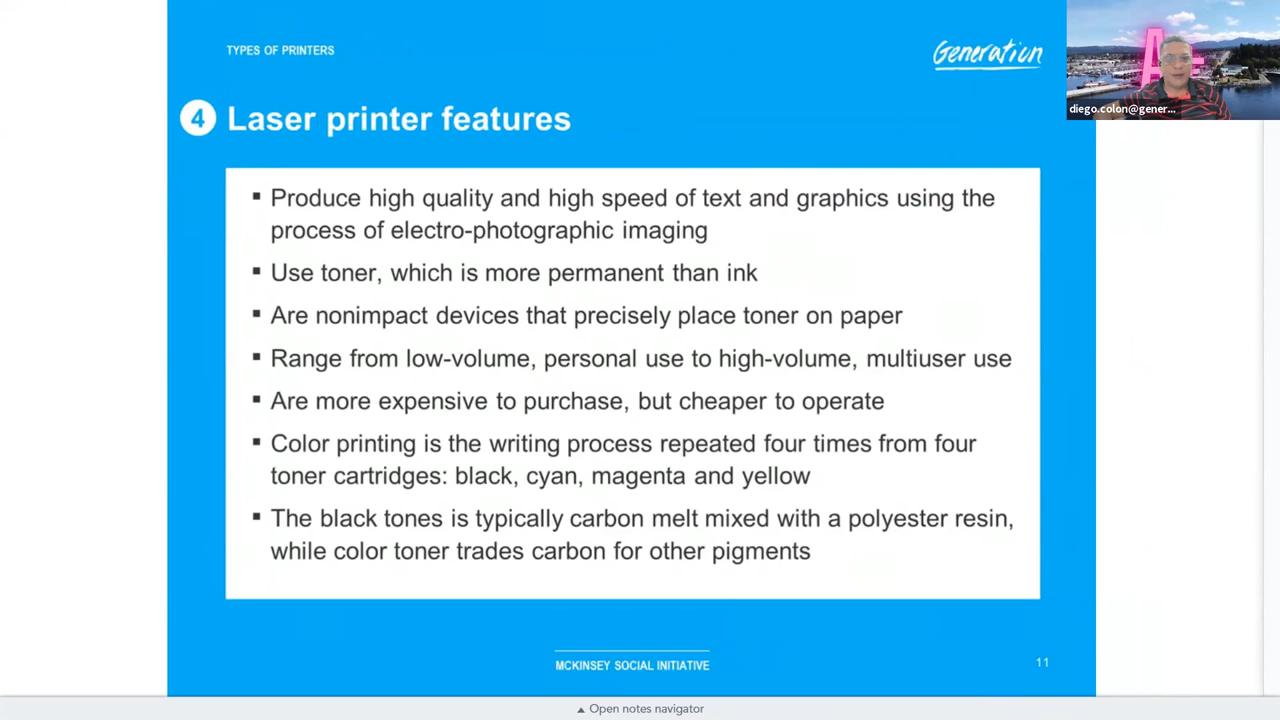 TYPES OF PRINTERS
Generation
diego.colon@gener...
4 Laser printer features
▪ Produce high quality and high speed of text and graphics using the
process of electro-photographic imaging
▪ Use toner, which is more permanent than ink
▪ Are nonimpact devices that precisely place toner on paper
▪ Range from low-volume, personal use to high-volume, multiuser use
▪ Are more expensive to purchase, but cheaper to operate
▪ Color printing is the writing process repeated four times from four
toner cartridges: black, cyan, magenta and yellow
▪ The black tones is typically carbon melt mixed with a polyester resin,
while color toner trades carbon for other pigments
MCKINSEY SOCIAL INITIATIVE
11
Open notes navigator